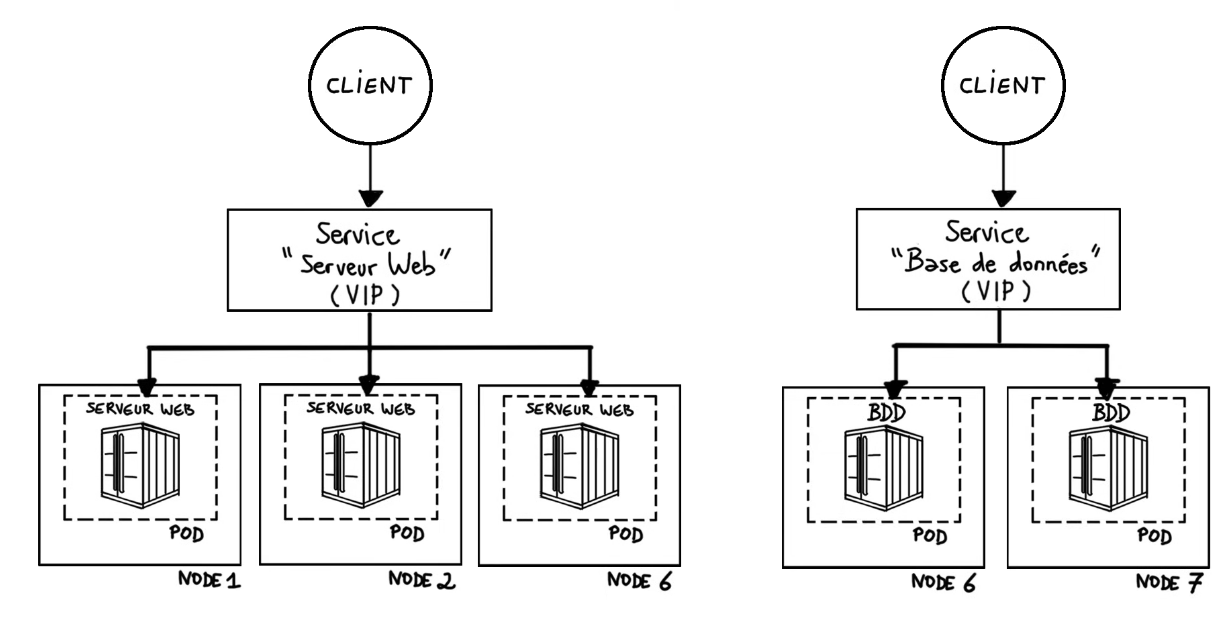 CLIENT
Service
"Serveur Web"
(VIP)
SERVEUR WEB
POD
NODE 1
SERVEUR WEB
POD
NODE 2
SERVEUR WEB
POD
NODE 6
CLIENT
Service
"Base de données"
(VIP)
BDD
POD
NODE 6
BDD
POD
NODE 7